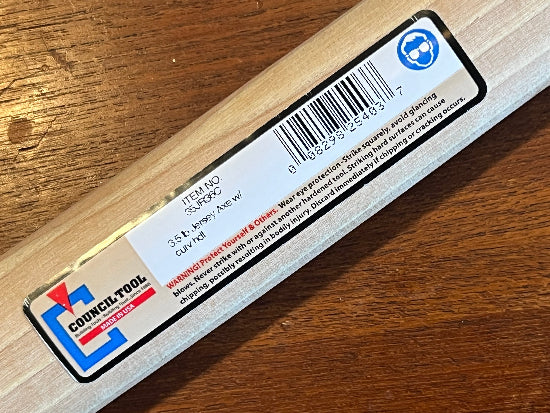 ITEM NO.
35JR36C
3.5 lb. Jersey Axe w/
curv hdl
0 08298 25403 7
WARNING! Protect Yourself & Others. Wear eye protection - Strike squarely, avoid glancing
blows. Never strike with or against another hardened tool. Striking hard surfaces can cause
chipping, possibly resulting in bodily injury. Discard immediately if chipping or cracking occurs.
COUNCIL TOOL
MADE IN USA